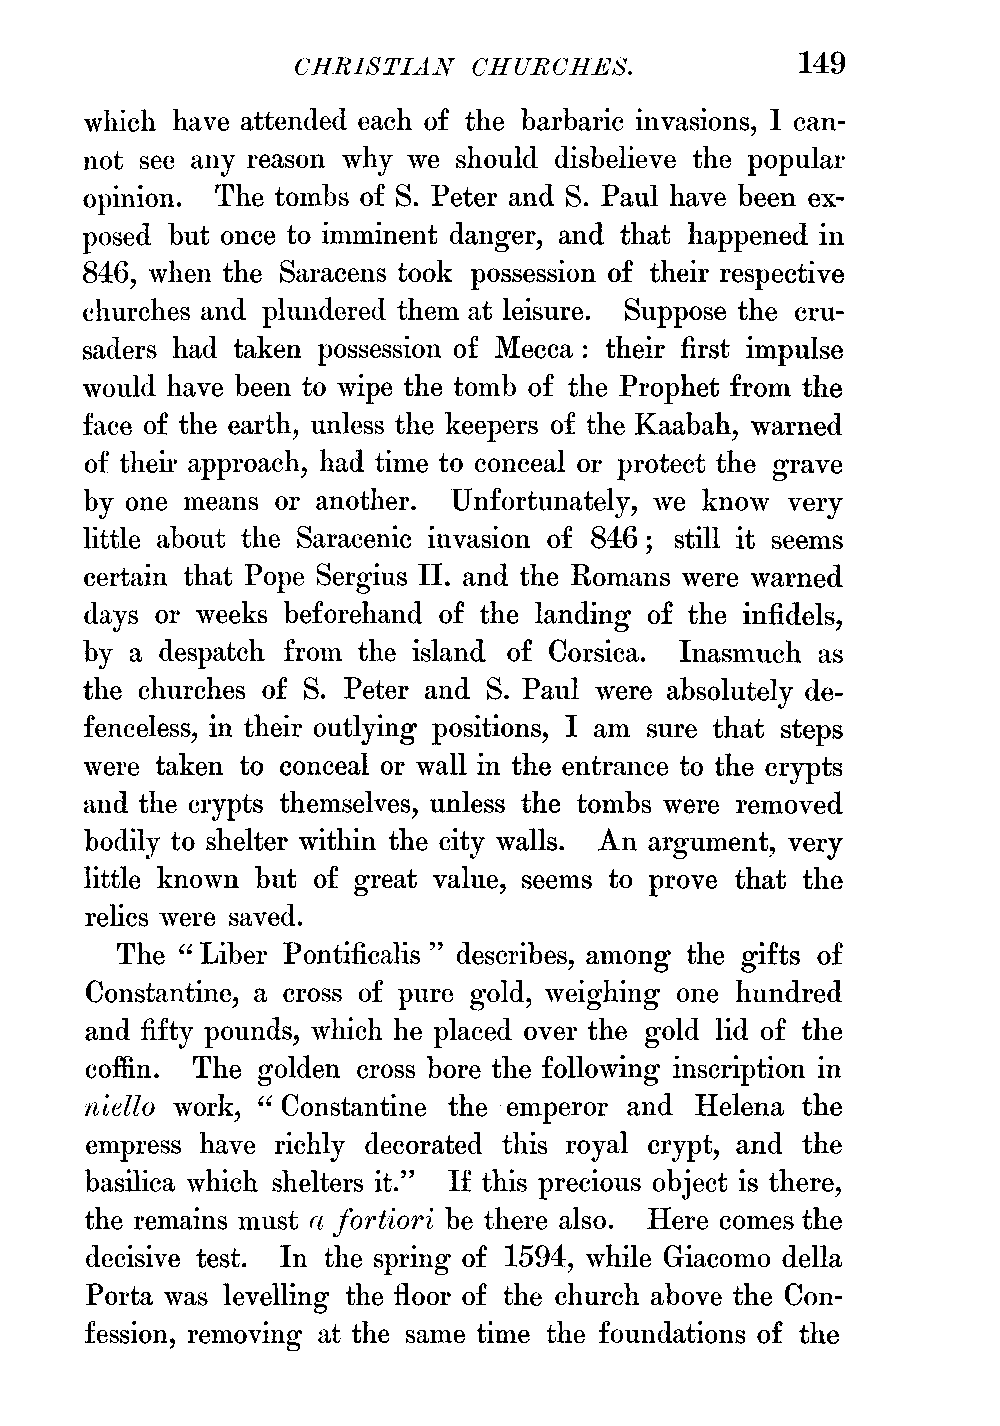 CHRISTIAN CHURCHES. 149
which have attended each of the barbaric invasions, I can-
not see any reason why we should disbelieve the popular
opinion. The tombs of S. Peter and S. Paul have been ex-
posed but once to imminent danger, and that happened in
846, when the Saracens took possession of their respective
churches and plundered them at leisure. Suppose the cru-
saders had taken possession of Mecca : their first impulse
would have been to wipe the tomb of the Prophet from the
face of the earth, unless the keepers of the Kaabah, warned
of their approach, had time to conceal or protect the grave
by one means or another. Unfortunately, we know very
little about the Saracenic invasion of 846 ; still it seems
certain that Pope Sergius II. and the Romans were warned
days or weeks beforehand of the landing of the infidels,
by a despatch from the island of Corsica. Inasmuch as
the churches of S. Peter and S. Paul were absolutely de-
fenceless, in their outlying positions, I am sure that steps
were taken to conceal or wall in the entrance to the crypts
and the crypts themselves, unless the tombs were removed
bodily to shelter within the city walls. An argument, very
little known but of great value, seems to prove that the
relics were saved.
The “ Liber Pontificalis ” describes, among the gifts of
Constantine, a cross of pure gold, weighing one hundred
and fifty pounds, which he placed over the gold lid of the
coffin. The golden cross bore the following inscription in
niello work, “ Constantine the emperor and Helena the
empress have richly decorated this royal crypt, and the
basilica which shelters it.” If this precious object is there,
the remains must a fortiori be there also. Here comes the
decisive test. In the spring of 1594, while Giacomo della
Porta was levelling the floor of the church above the Con-
fession, removing at the same time the foundations of the